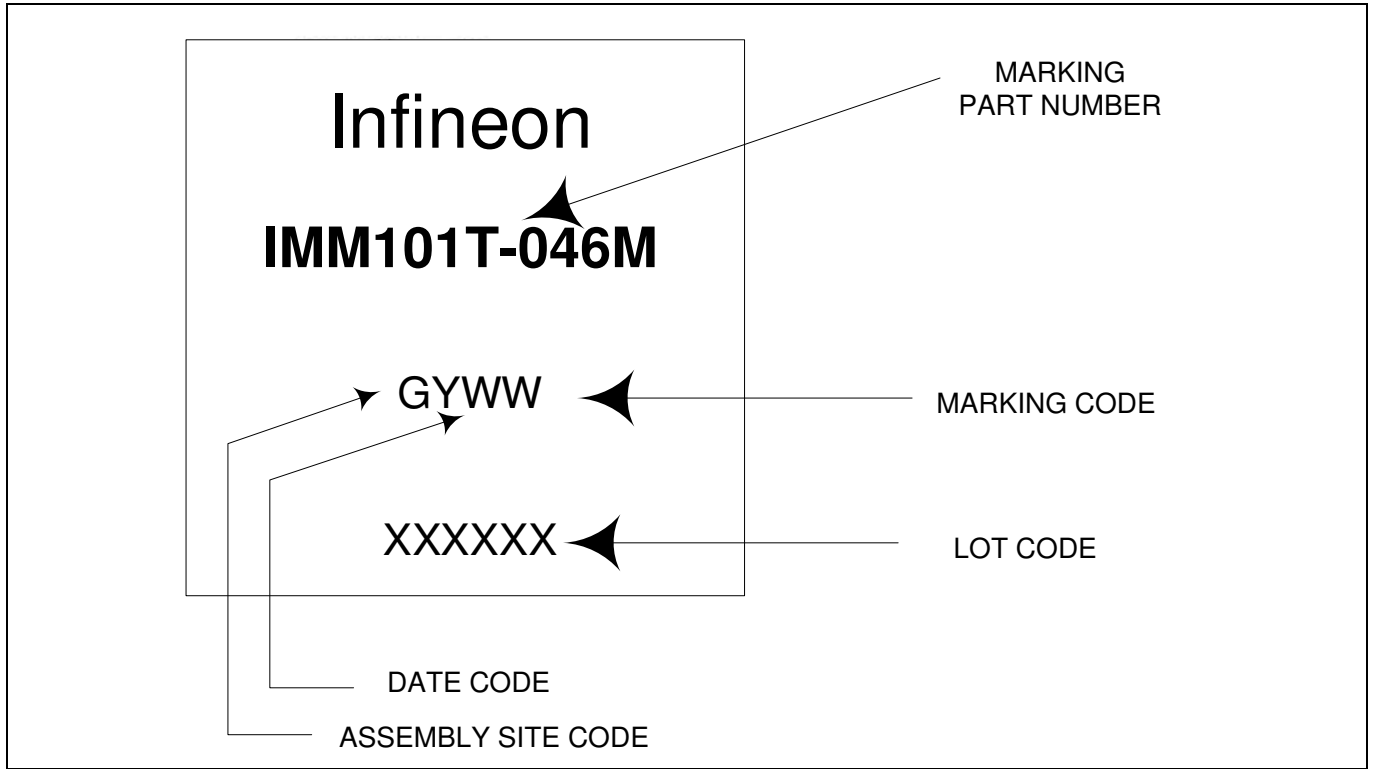 Infineon
IMM101T-046M
GYWW
XXXXXX
MARKING
PART NUMBER
MARKING CODE
LOT CODE
DATE CODE
ASSEMBLY SITE CODE